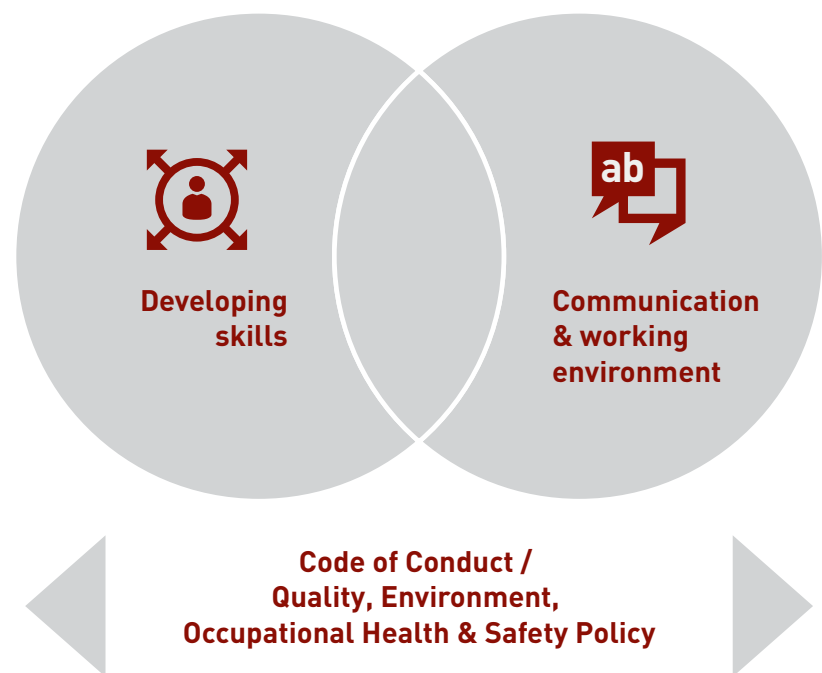 ab
Developing
skills
Communication
& working
environment
Code of Conduct /
Quality, Environment,
Occupational Health & Safety Policy